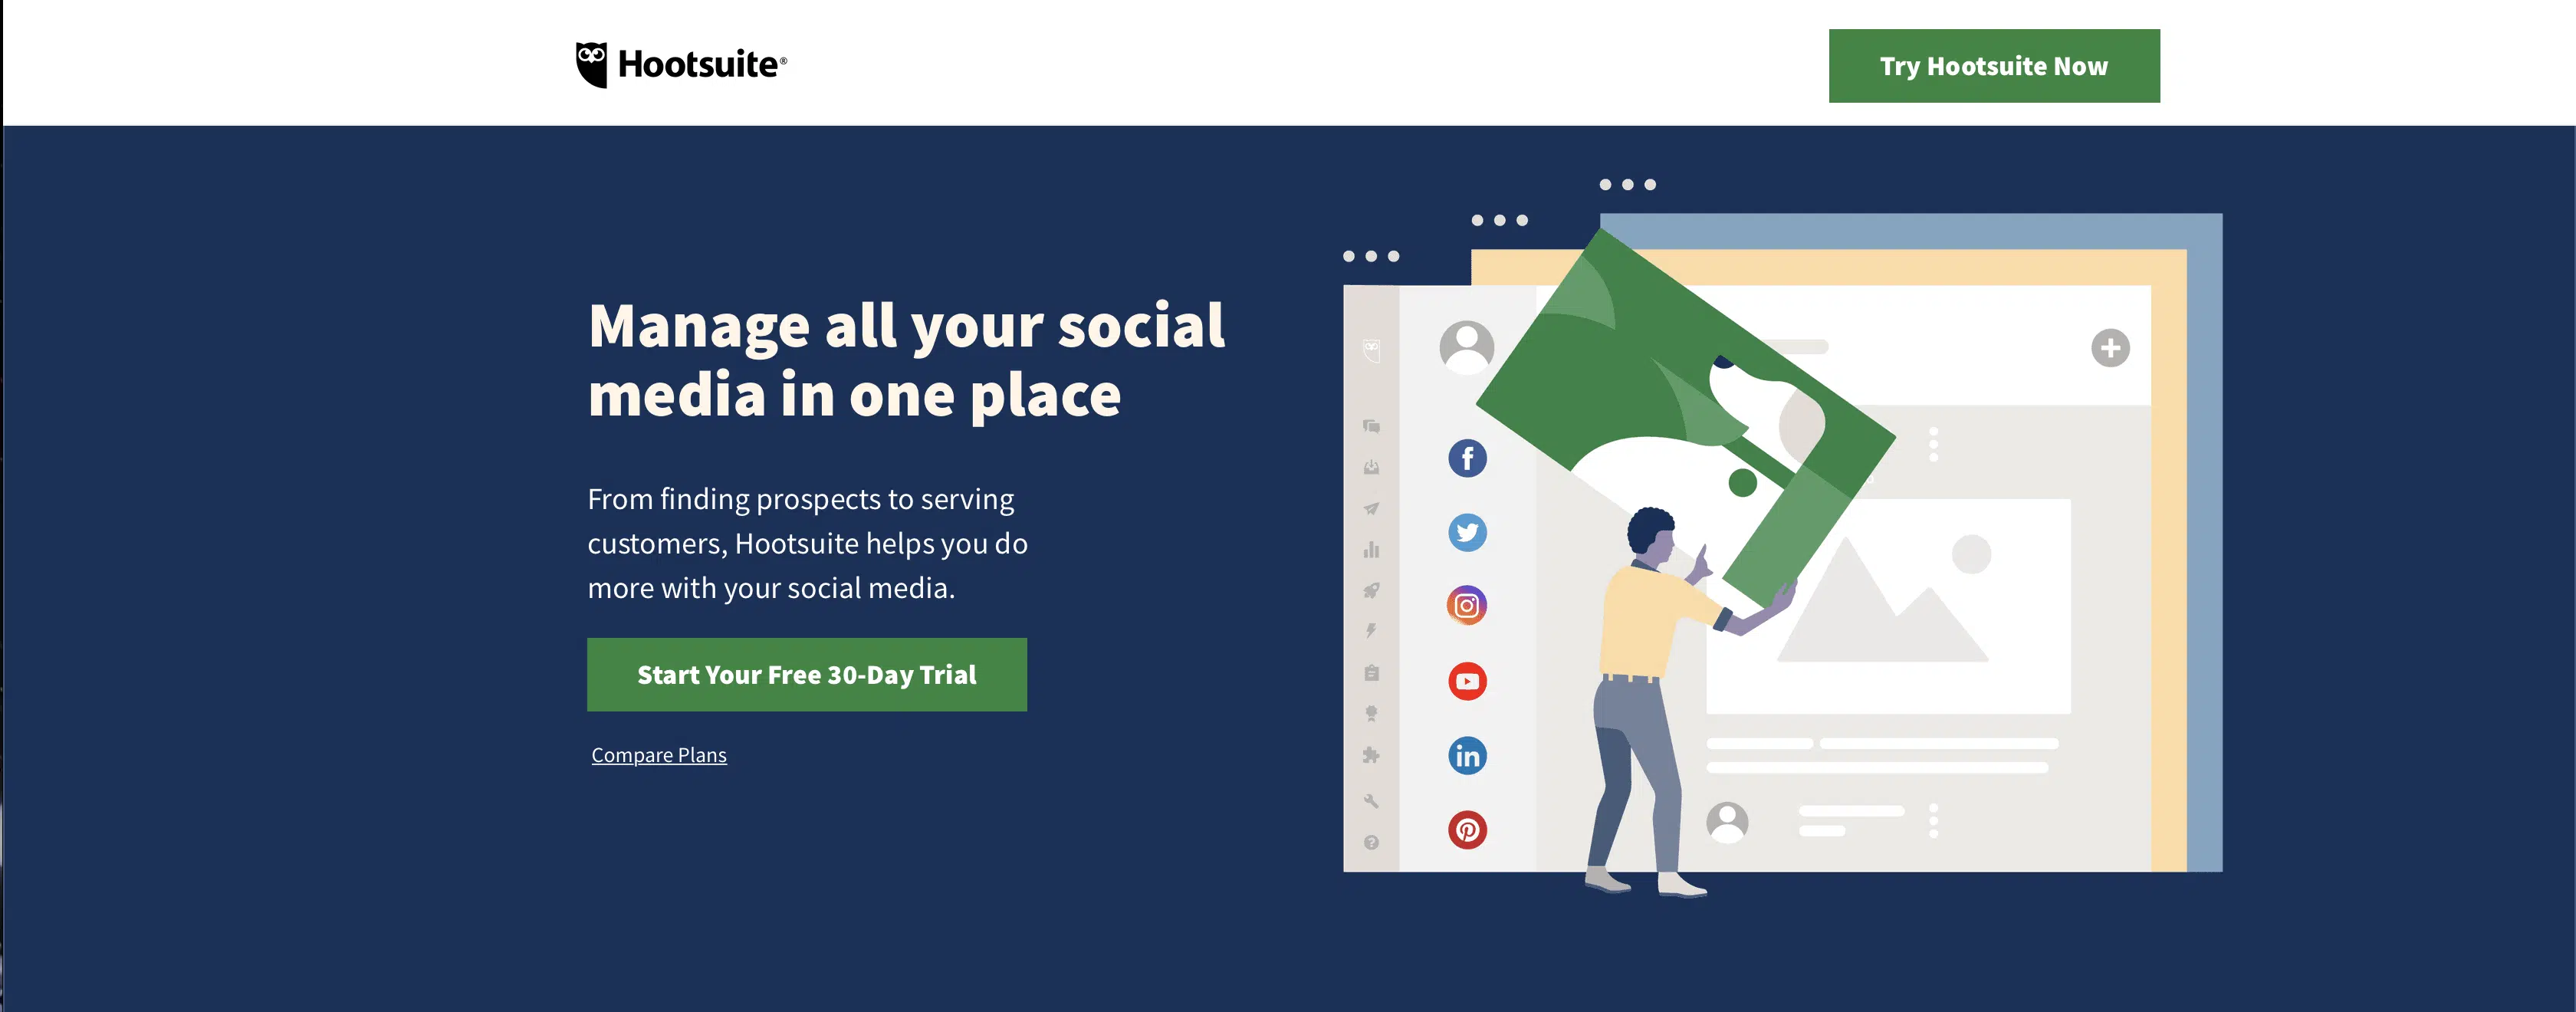 Hootsuite®
Try Hootsuite Now
Manage all your social
media in one place
From finding prospects to serving
customers, Hootsuite helps you do
more with your social media.
Start Your Free 30-Day Trial
Compare Plans